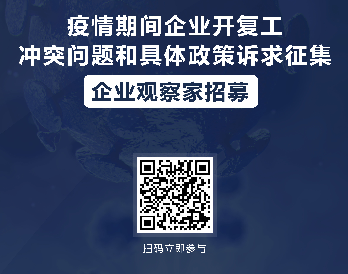 疫情期间企业开复工
冲突问题和具体政策诉求征集
企业观察家招募
扫码立即参与